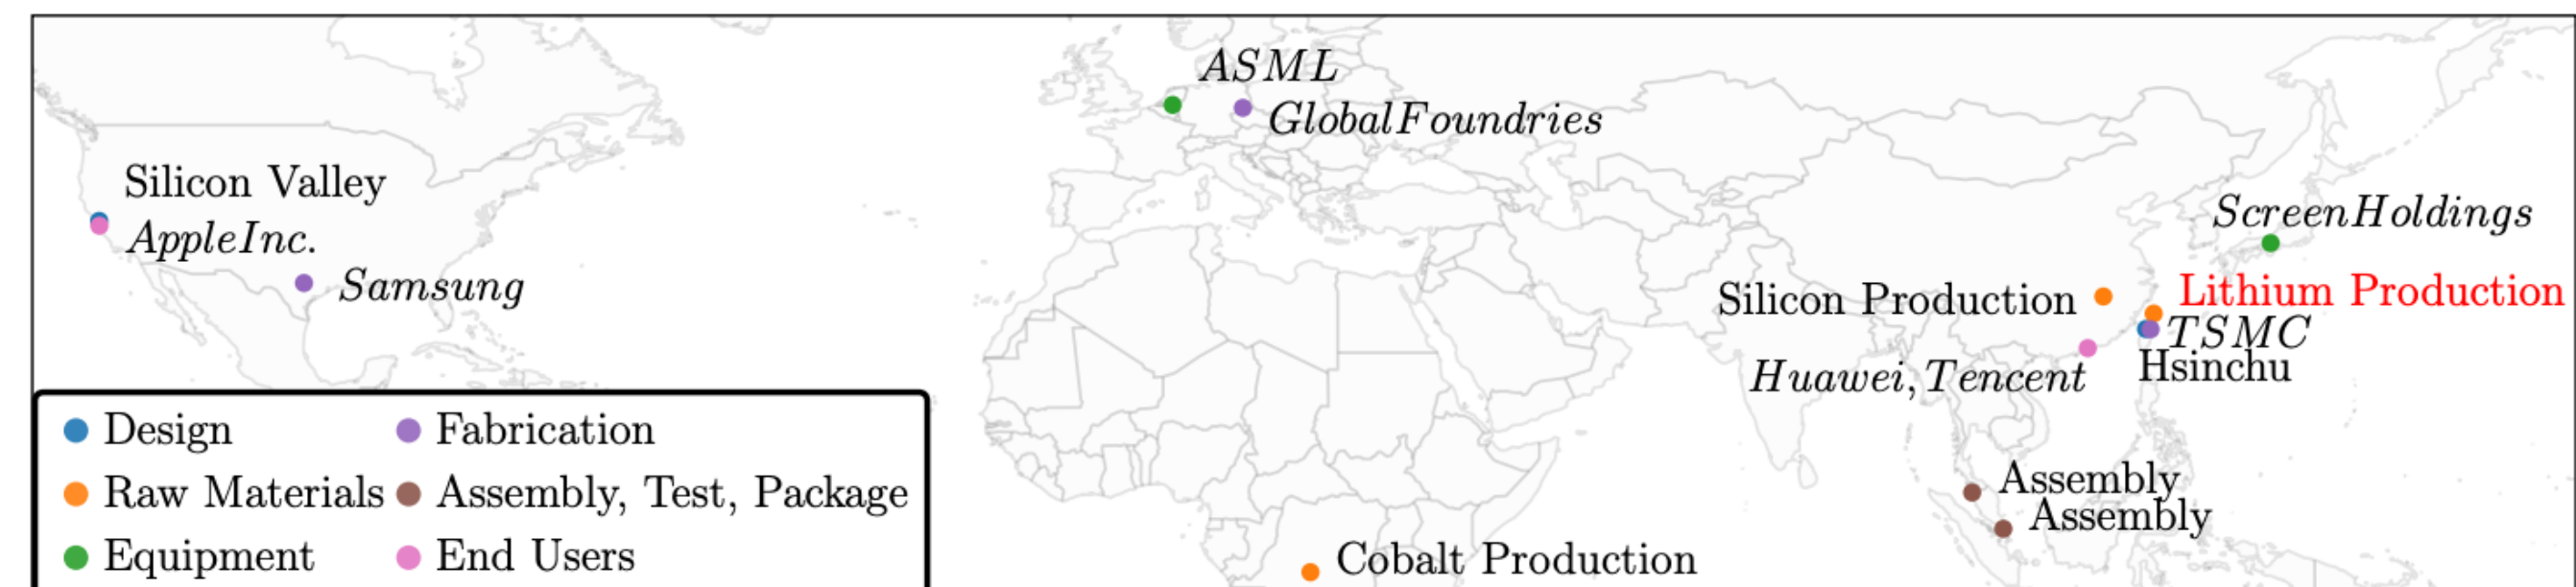 ASML
GlobalFoundries
Silicon Valley
AppleInc.
Samsung
ScreenHoldings
Silicon Production
Lithium Production
TSMC
Hsinchu
Huawei, Tencent
Assembly
Assembly
Cobalt Production
Design
Fabrication
Raw Materials
Assembly, Test, Package
Equipment
End Users